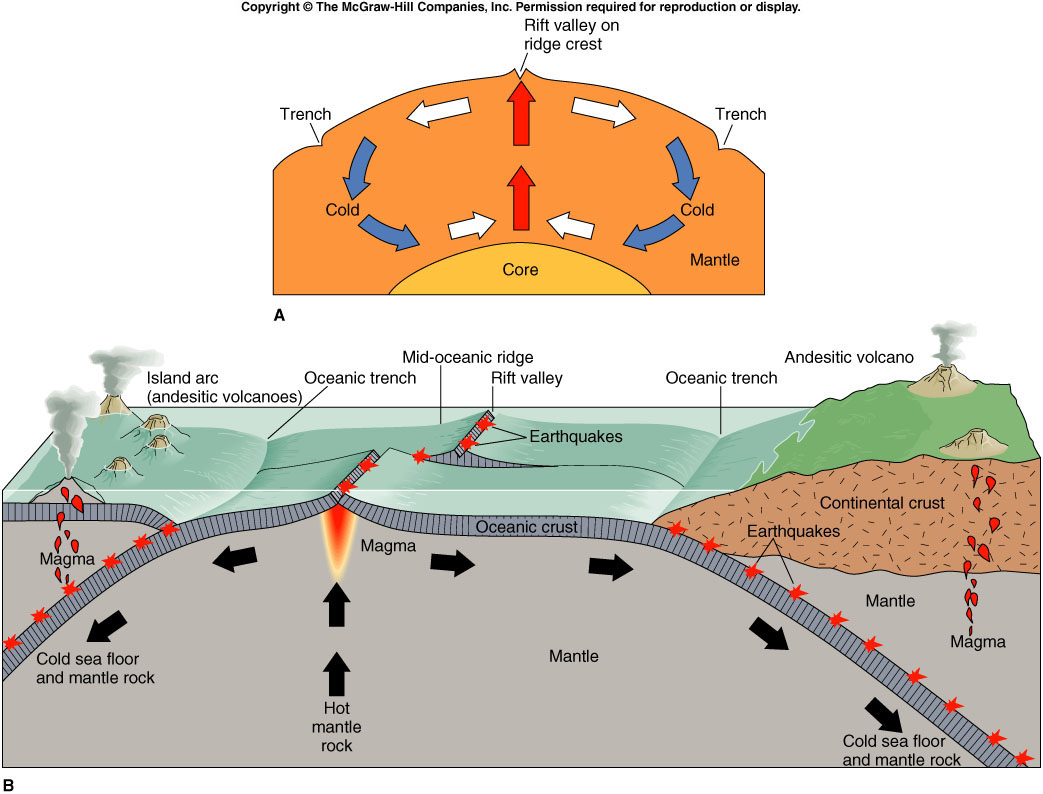 Copyright © The McGraw-Hill Companies, Inc. Permission required for reproduction or display.
Rift valley on
ridge crest
Trench
Trench
Cold
Cold
Mantle
Core
A
Mid-oceanic ridge
Andesitic volcano
Island arc
(andesitic volcanoes)
Oceanic trench
Rift valley
Oceanic trench
Earthquakes
Continental crust
Oceanic crust
Earthquakes
Magma
Magma
Mantle
Magma
Cold sea floor
and mantle rock
Mantle
Hot
mantle
rock
Cold sea floor
and mantle rock
B